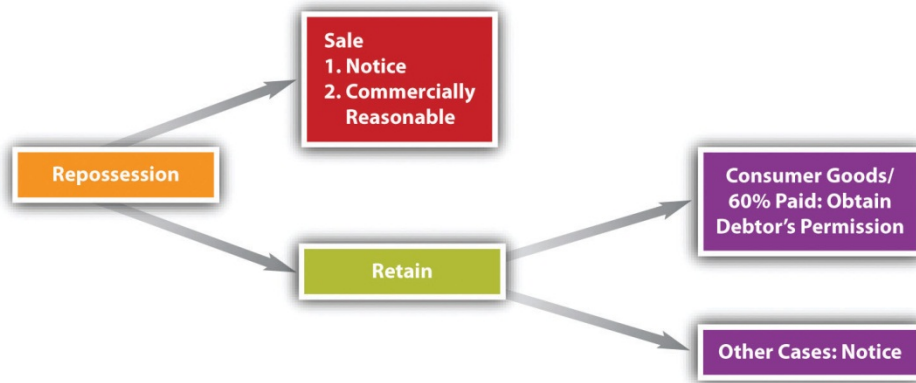 Sale
1. Notice
2. Commercially
Reasonable
Repossession
Consumer Goods/
60% Paid: Obtain
Debtor's Permission
Retain
Other Cases: Notice